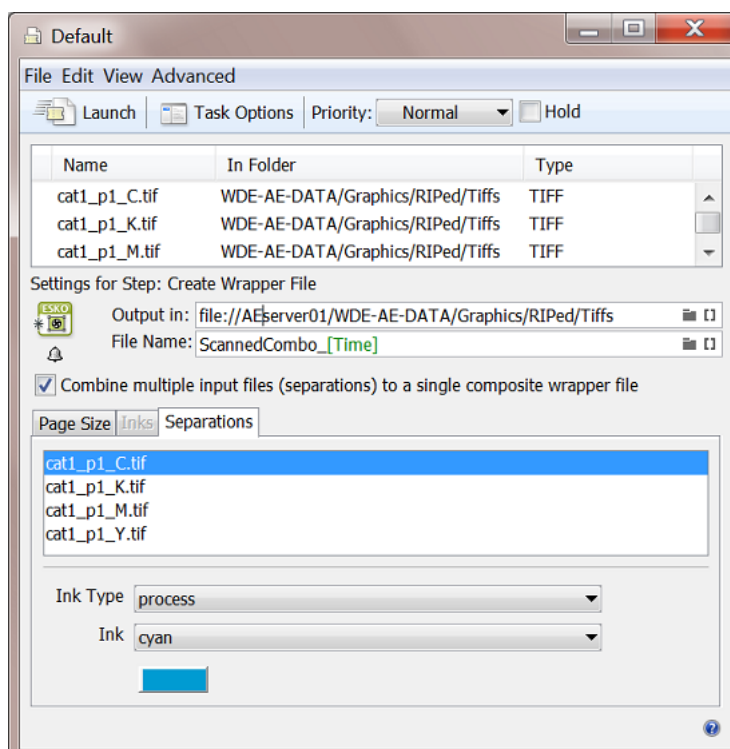 Default
File Edit View Advanced
Launch Task Options Priority: Normal Hold
Name In Folder Type
cat1_p1_C.tif WDE-AE-DATA/Graphics/RIPed/Tiffs TIFF
cat1_p1_K.tif WDE-AE-DATA/Graphics/RIPed/Tiffs TIFF
cat1_p1_M.tif WDE-AE-DATA/Graphics/RIPed/Tiffs TIFF
Settings for Step: Create Wrapper File
ESKO
Output in: file://AEserver01/WDE-AE-DATA/Graphics/RIPed/Tiffs
File Name: ScannedCombo_[Time]
Combine multiple input files (separations) to a single composite wrapper file
Page Size Inks Separations
cat1_p1_C.tif
cat1_p1_K.tif
cat1_p1_M.tif
cat1_p1_Y.tif
Ink Type process
Ink cyan